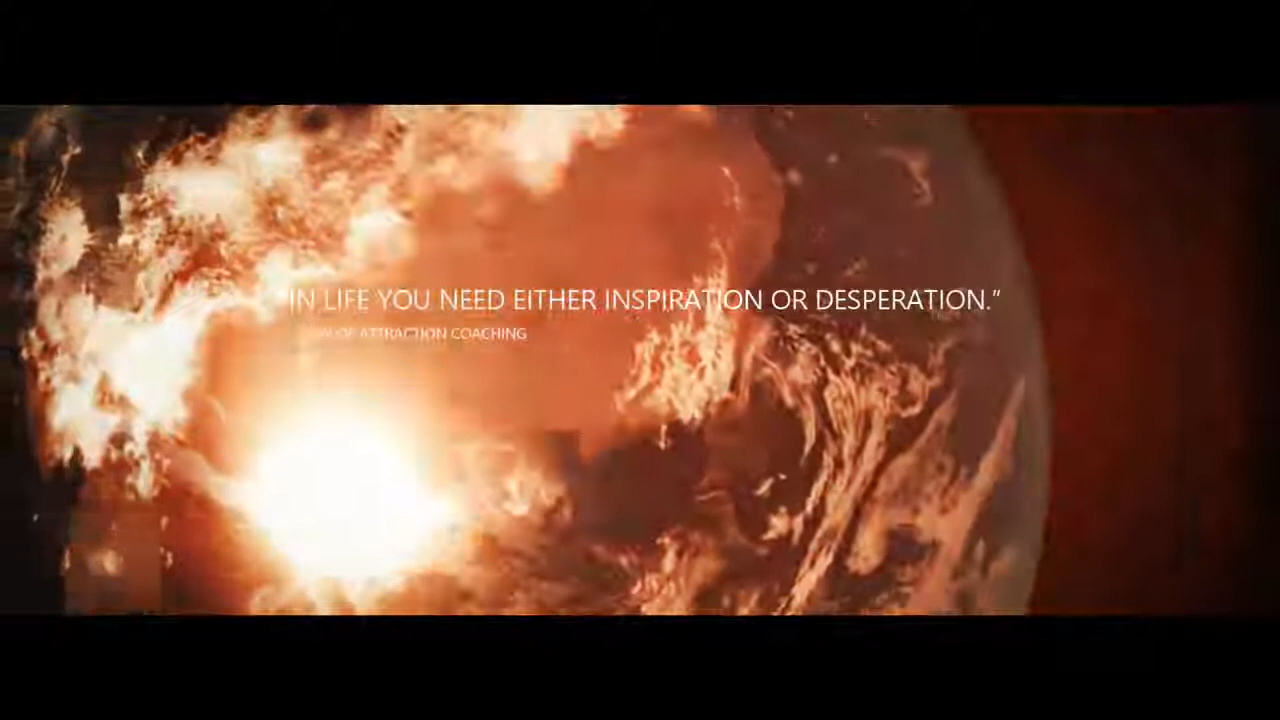 "IN LIFE YOU NEED EITHER INSPIRATION OR DESPERATION."
OF ATTRACTION COACHING